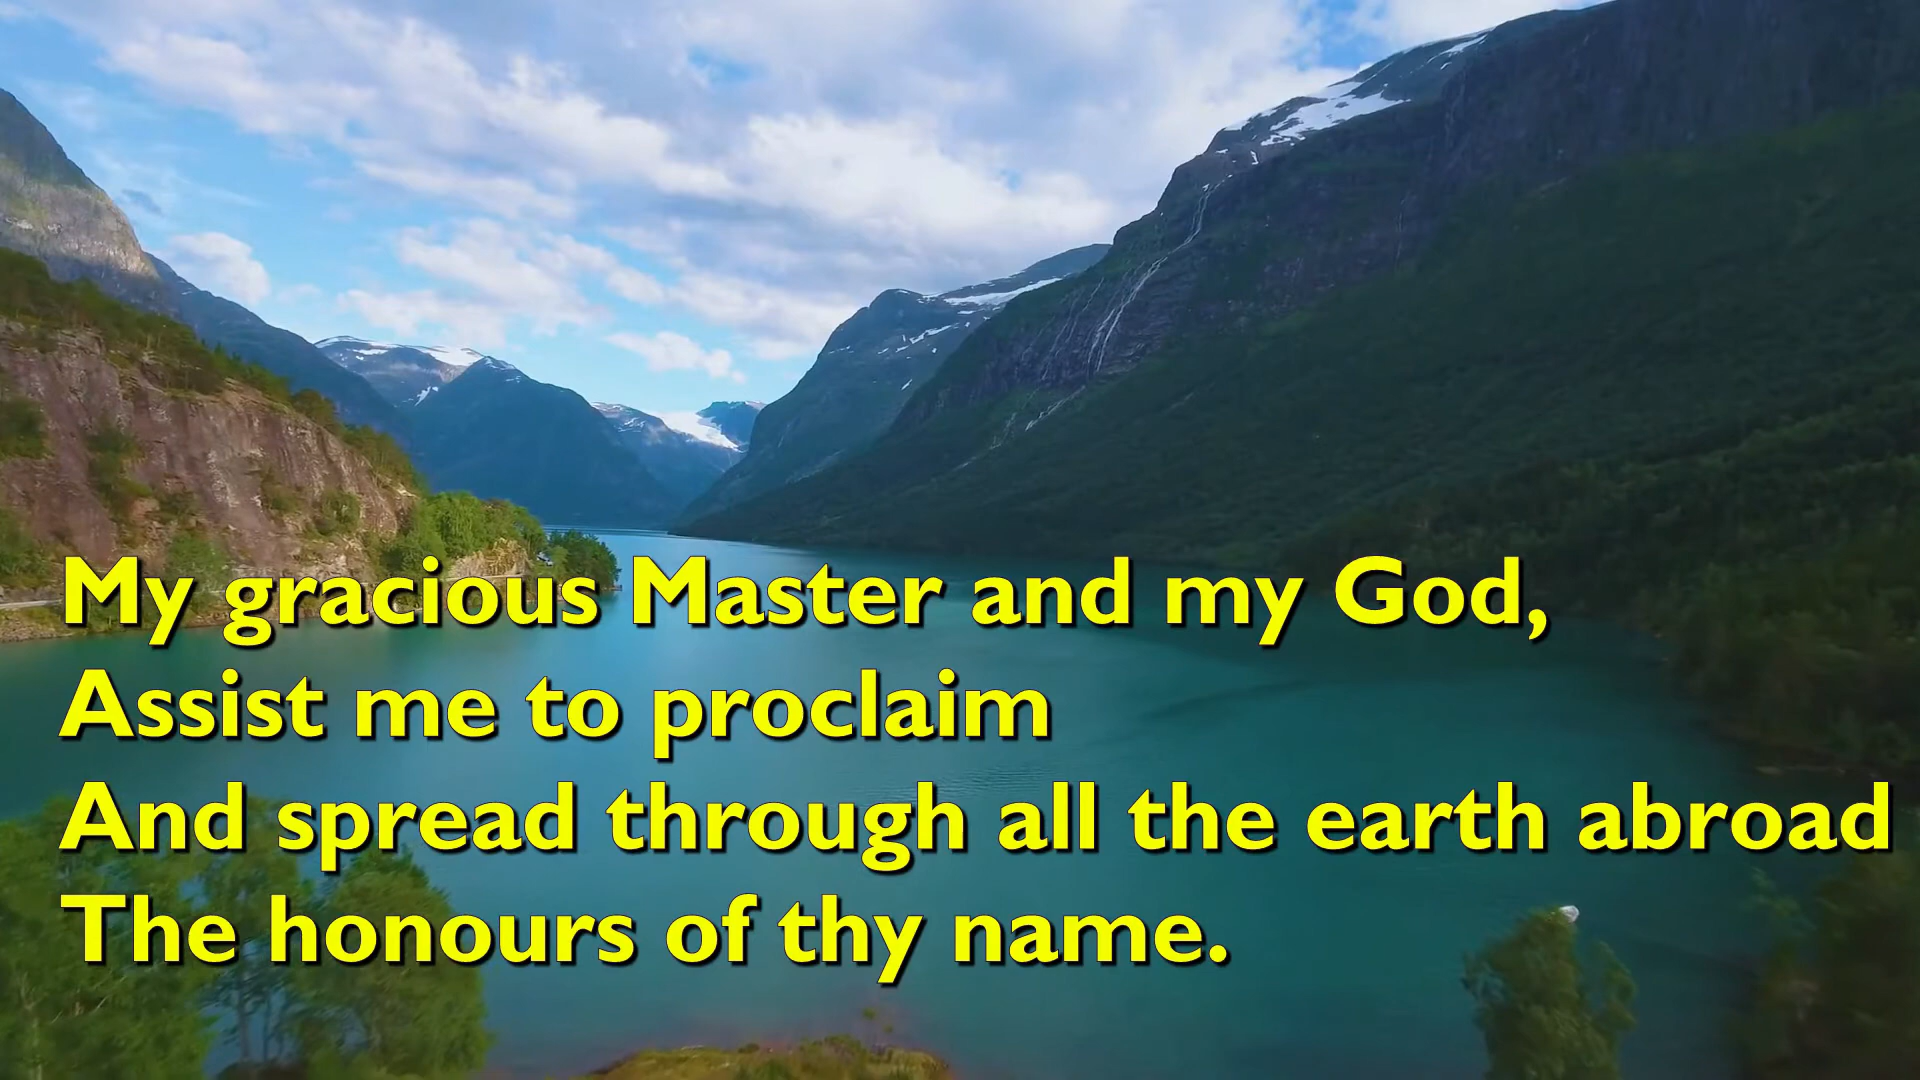 My gracious Master and my God,
Assist me to proclaim
And spread through all the earth abroad
The honours of thy name.